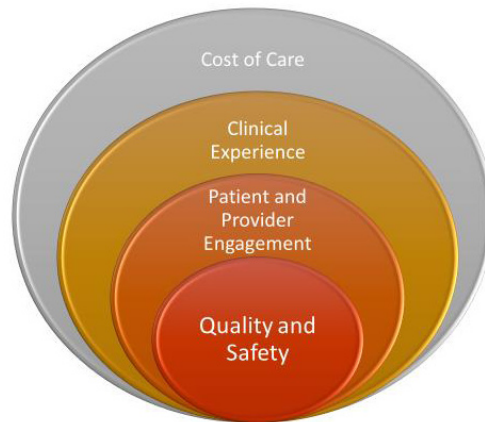 Cost of Care
Clinical
Experience
Patient and
Provider
Engagement
Quality and
Safety